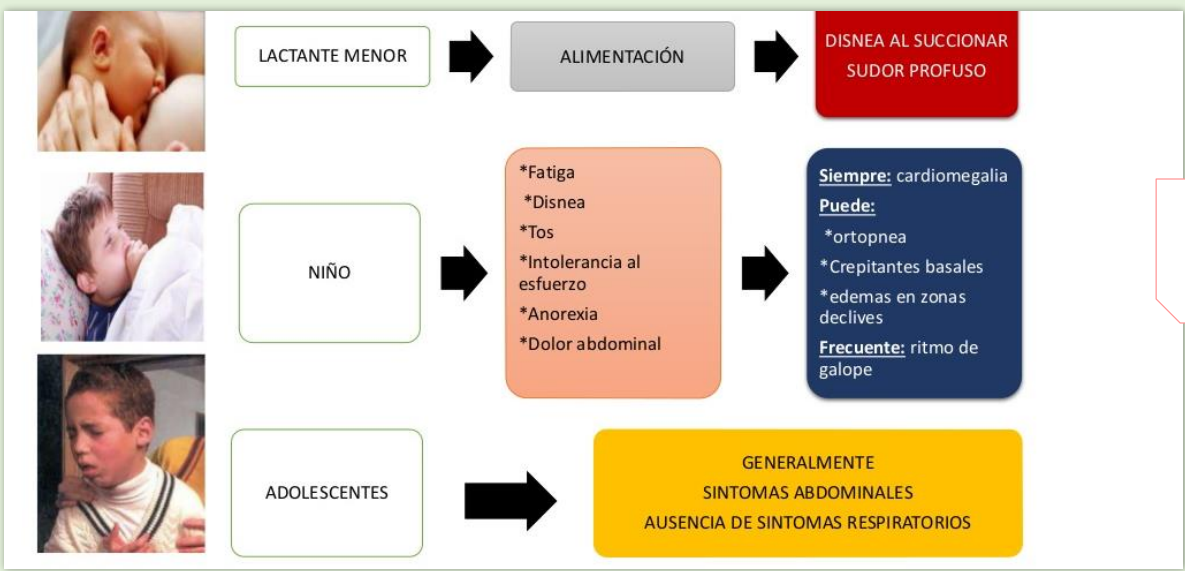 LACTANTE MENOR
ALIMENTACIÓN
DISNEA AL SUCCIONAR
SUDOR PROFUSO
NIÑO
*Fatiga
*Disnea
*Tos
*Intolerancia al
esfuerzo
*Anorexia
*Dolor abdominal
Siempre: cardiomegalia
Puede:
*ortopnea
*Crepitantes basales
*edemas en zonas
declives
Frecuente: ritmo de
galope
ADOLESCENTES
GENERALMENTE
SINTOMAS ABDOMINALES
AUSENCIA DE SINTOMAS RESPIRATORIOS